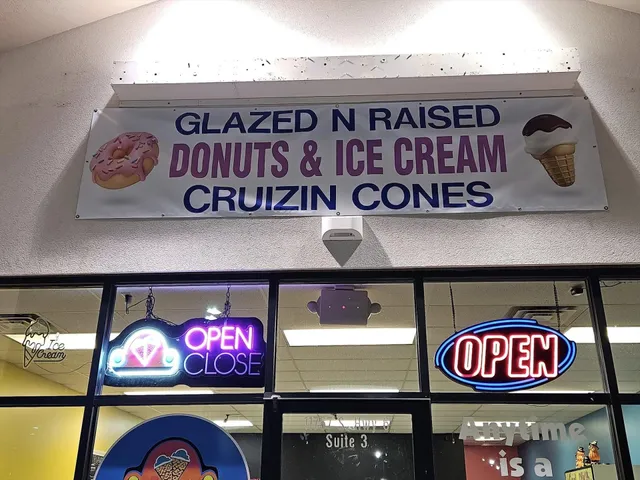 GLAZED N RAISED
DONUTS & ICE CREAM
CRUIZIN CONES
Ice
Cream
OPEN
CLOSE
OPEN
Suite 3
Anytime
is a